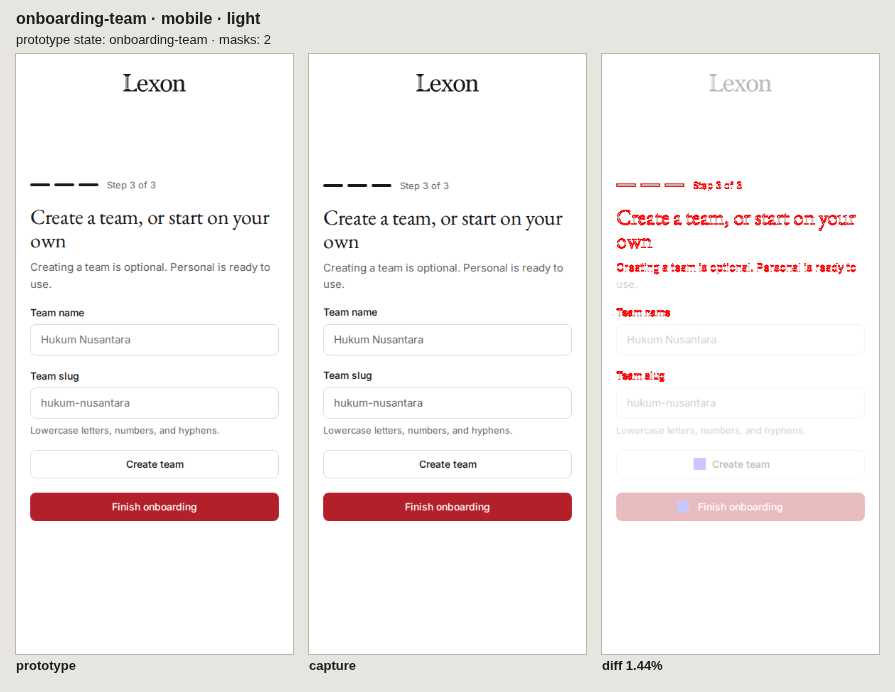 onboarding-team · mobile · light
prototype state: onboarding-team · masks: 2
Lexon
Step 3 of 3
Create a team, or start on your
own
Creating a team is optional. Personal is ready to
use.
Team name
Hukum Nusantara
Team slug
hukum-nusantara
Lowercase letters, numbers, and hyphens.
Create team
Finish onboarding
prototype
Lexon
Step 3 of 3
Create a team, or start on your
own
Creating a team is optional. Personal is ready to
use.
Team name
Hukum Nusantara
Team slug
hukum-nusantara
Lowercase letters, numbers, and hyphens.
Create team
Finish onboarding
capture
Lexon
Step 3 of 3
Create a team, or start on your
own
Creating a team is optional. Personal is ready to
use.
Team name
Hukum Nusantara
Team slug
hukum-nusantara
Lowercase letters, numbers, and hyphens.
Create team
Finish onboarding
diff 1.44%